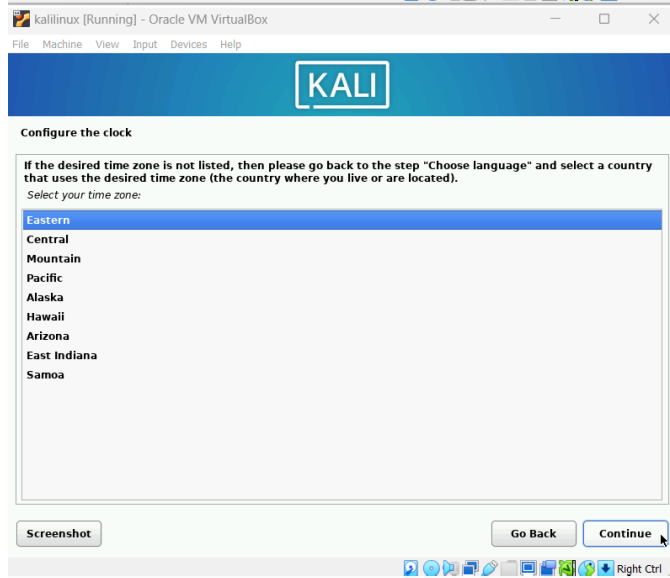 kalilinux [Running] - Oracle VM VirtualBox
File Machine View Input Devices Help
KALI
Configure the clock
If the desired time zone is not listed, then please go back to the step "Choose language" and select a country
that uses the desired time zone (the country where you live or are located).
Select your time zone:
Eastern
Central
Mountain
Pacific
Alaska
Hawaii
Arizona
East Indiana
Samoa
Screenshot
Go Back Continue
Right Ctrl